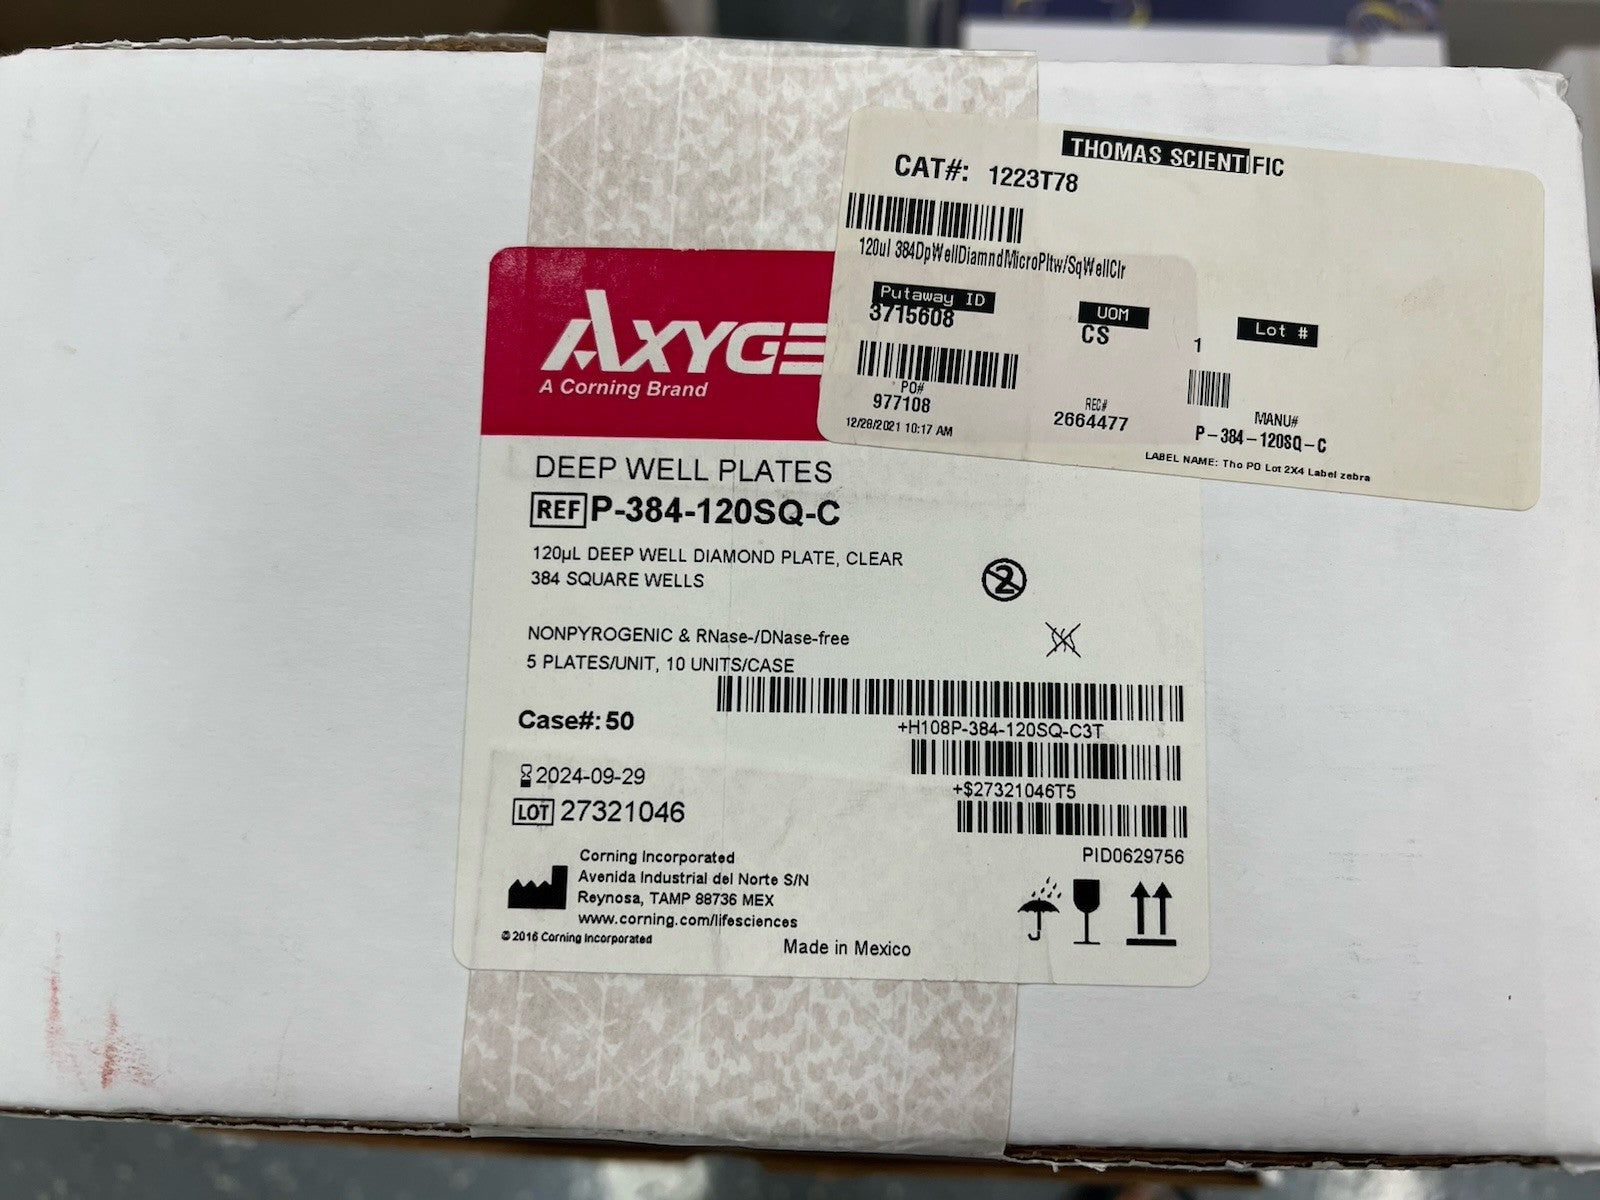 THOMAS SCIENTIFIC
CAT#: 1223T78
120ul 384DpWellDiamndMicroPltw/SqWellClr
Putaway ID
3715608
UOM
CS
1
Lot #
PO#
977108
REC#
2664477
MANU#
P-384-120SQ-C
12/28/2021 10:17 AM
LABEL NAME: Tho PO Lot 2X4 Label zebra
AXYGE
A Corning Brand
DEEP WELL PLATES
REF P-384-120SQ-C
120µL DEEP WELL DIAMOND PLATE, CLEAR
384 SQUARE WELLS
2
NONPYROGENIC & RNase-/DNase-free
5 PLATES/UNIT, 10 UNITS/CASE
+H108P-384-120SQ-C3T
Case#: 50
+$27321046T5
2024-09-29
LOT 27321046
PID0629756
Corning Incorporated
Avenida Industrial del Norte S/N
Reynosa, TAMP 88736 MEX
www.corning.com/lifesciences
© 2016 Corning Incorporated
Made in Mexico